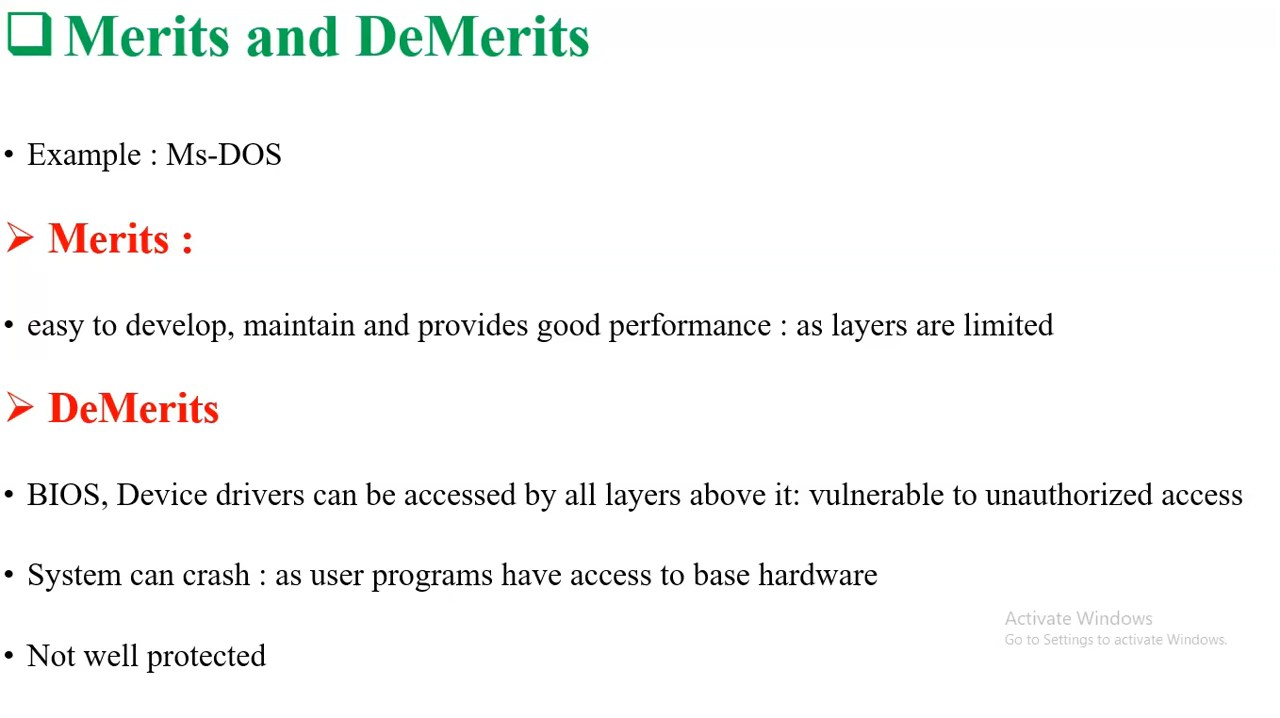 ❑ Merits and DeMerits
• Example : Ms-DOS
➢ Merits :
• easy to develop, maintain and provides good performance : as layers are limited
➢ DeMerits
• BIOS, Device drivers can be accessed by all layers above it: vulnerable to unauthorized access
• System can crash : as user programs have access to base hardware
• Not well protected
Activate Windows
Go to Settings to activate Windows.